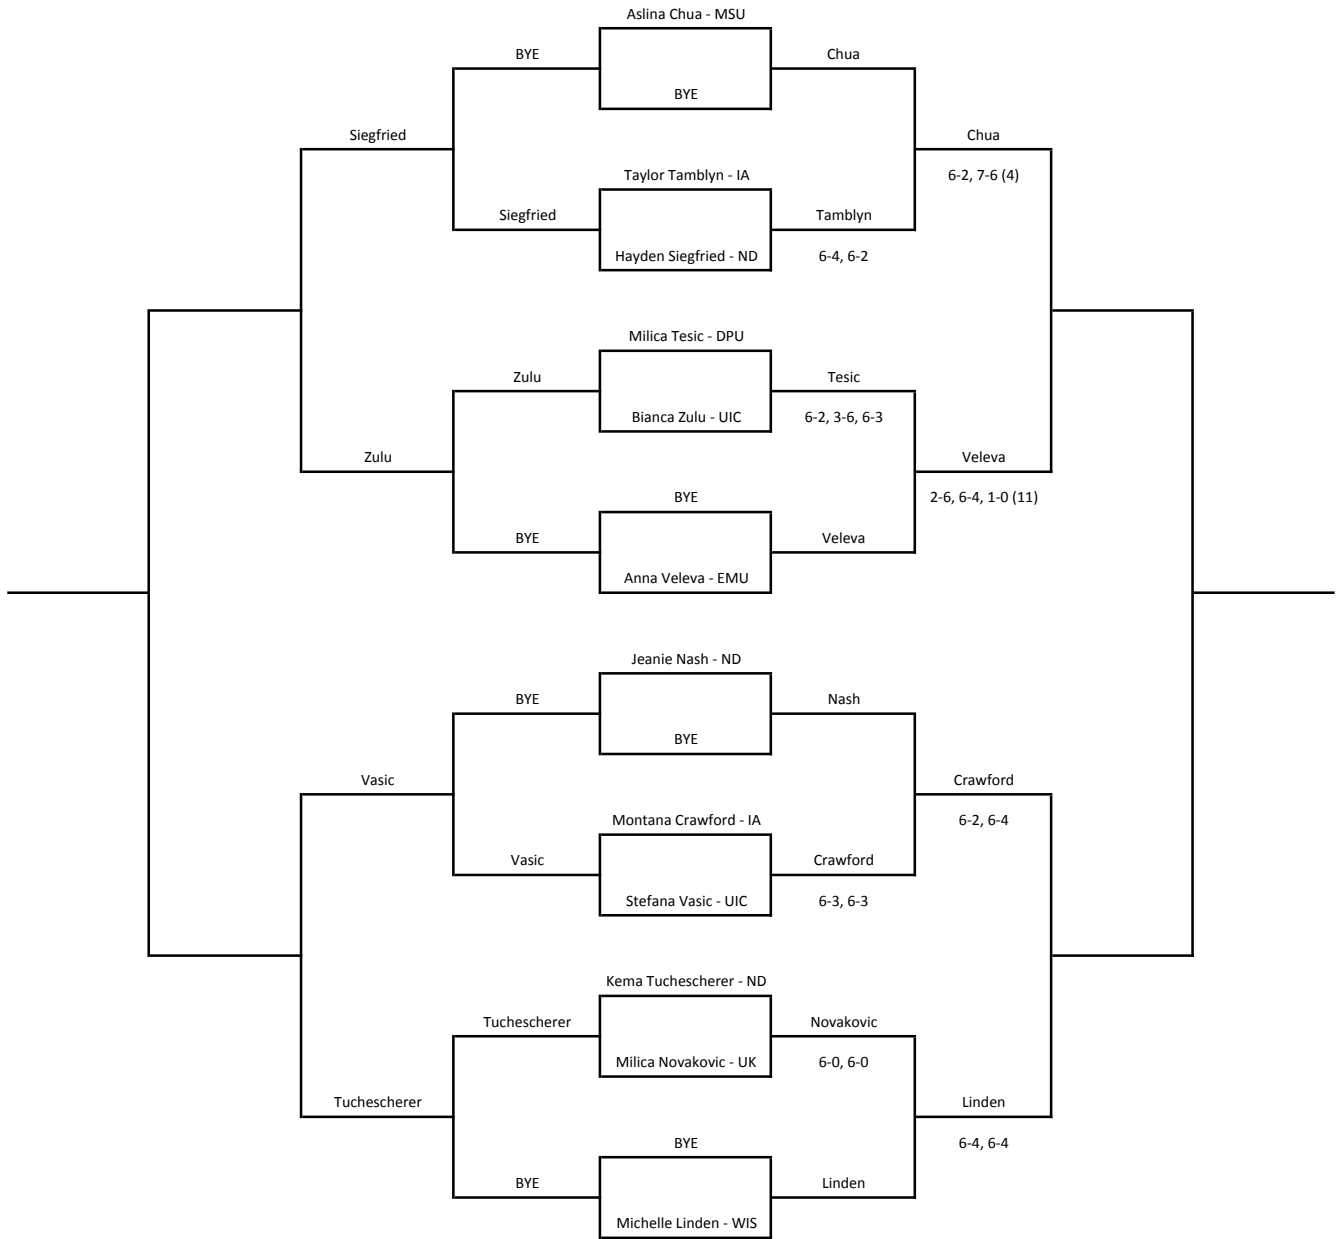 Aslina Chua - MSU
BYE
Chua
BYE
Siegfried
Chua
Taylor Tamblyn - IA
6-2, 7-6 (4)
Siegfried
Tamblyn
Hayden Siegfried - ND
6-4, 6-2
Milica Tesic - DPU
Zulu
Tesic
Bianca Zulu - UIC
6-2, 3-6, 6-3
Zulu
Veleva
BYE
2-6, 6-4, 1-0 (11)
BYE
Veleva
Anna Veleva - EMU
Jeanie Nash - ND
BYE
Nash
BYE
Vasic
Crawford
Montana Crawford - IA
6-2, 6-4
Vasic
Crawford
Stefana Vasic - UIC
6-3, 6-3
Kema Tuchescherer - ND
Tuchescherer
Novakovic
Milica Novakovic - UK
6-0, 6-0
Tuchescherer
Linden
BYE
6-4, 6-4
BYE
Linden
Michelle Linden - WIS